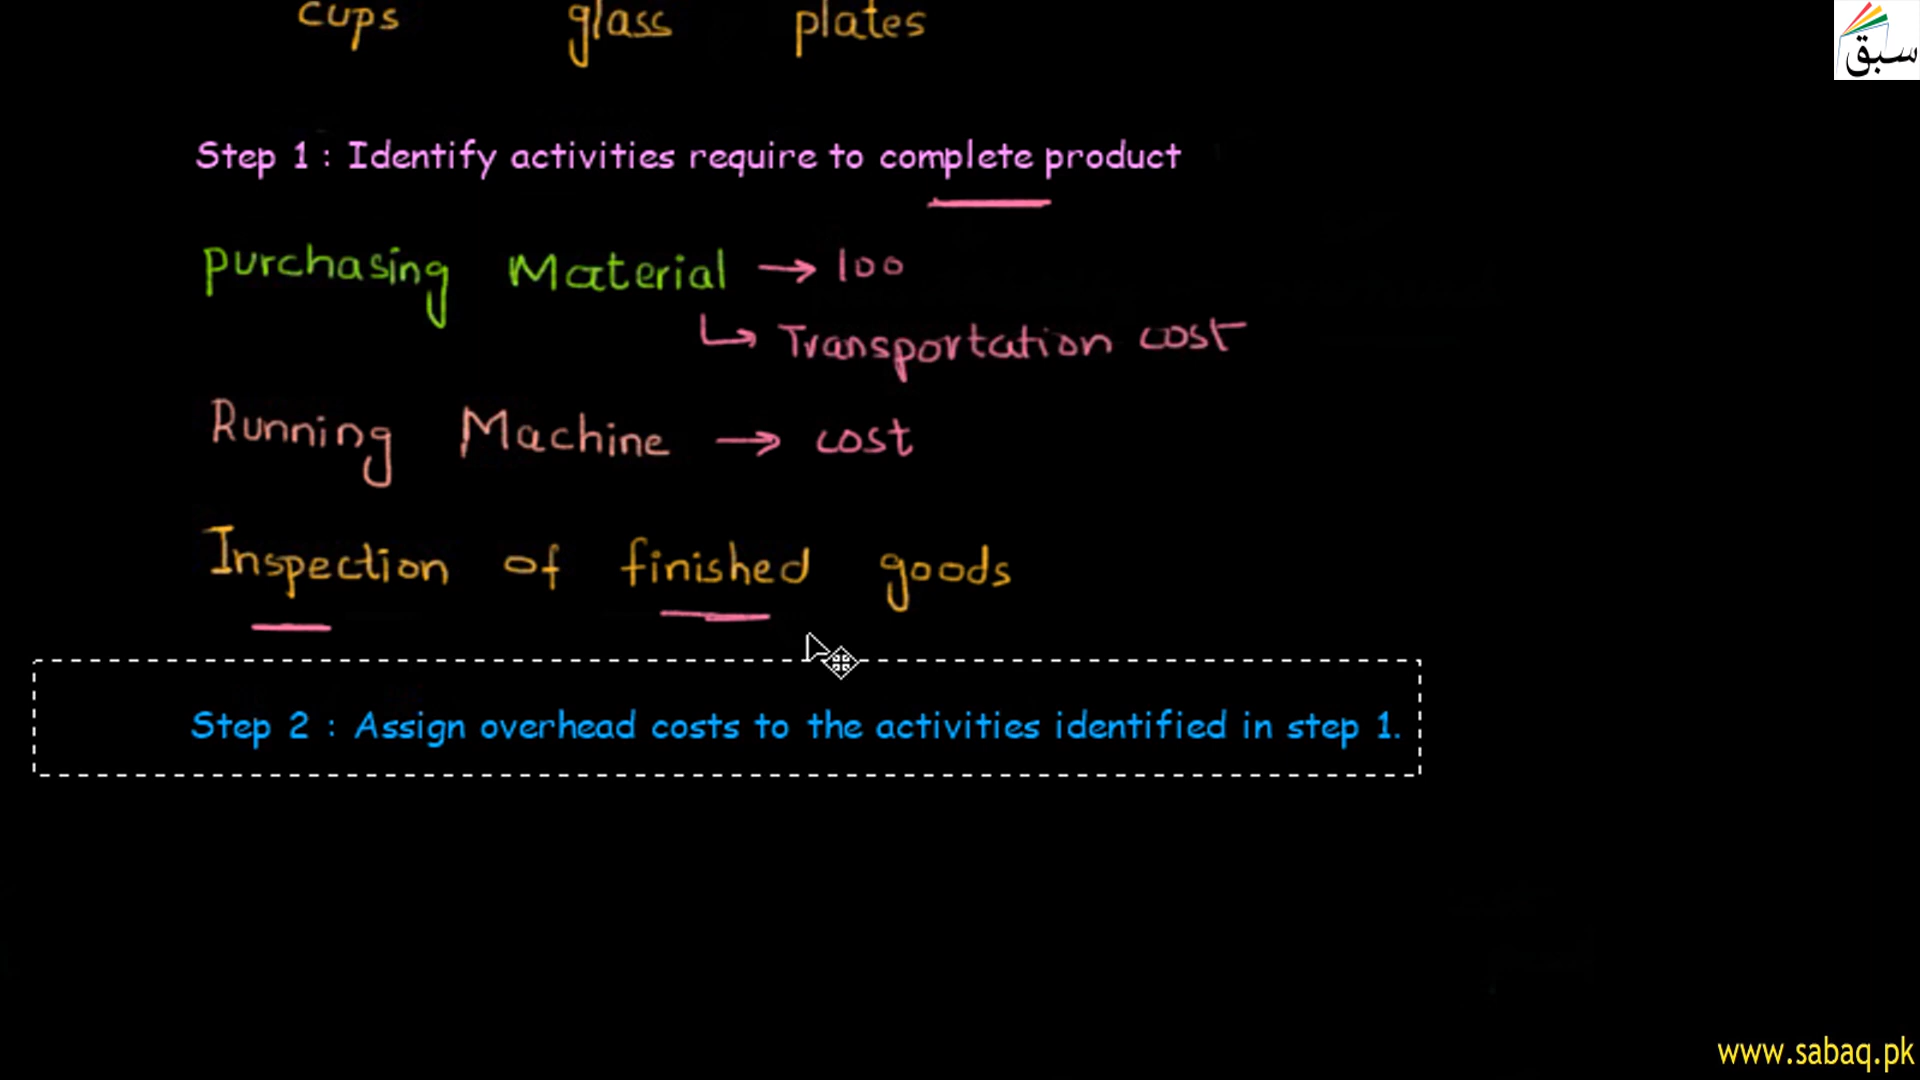 cups glass plates
سبق
Step 1 : Identify activities require to complete product
purchasing Material → 100
↳ Transportation cost
Running Machine → cost
Inspection of finished goods
Step 2 : Assign overhead costs to the activities identified in step 1.
www.sabaq.pk